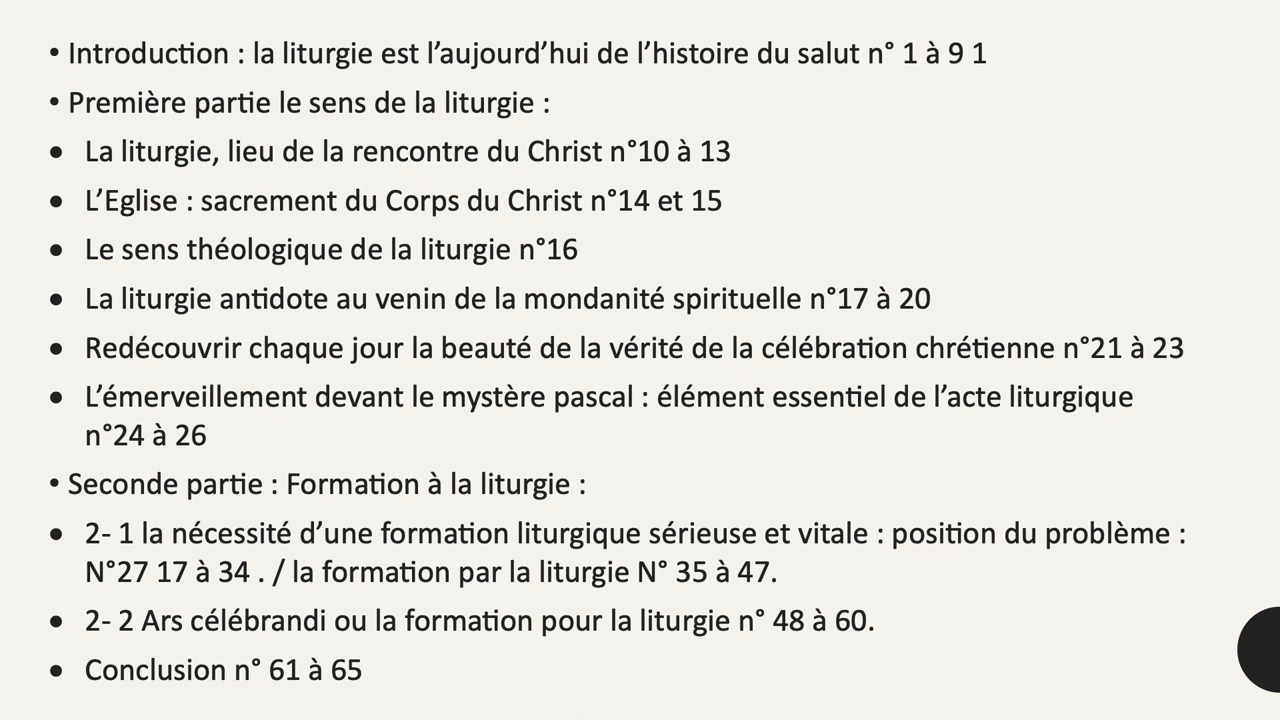 • Introduction : la liturgie est l’aujourd’hui de l’histoire du salut n° 1 à 9 1
• Première partie le sens de la liturgie :
• La liturgie, lieu de la rencontre du Christ n°10 à 13
• L’Eglise : sacrement du Corps du Christ n°14 et 15
• Le sens théologique de la liturgie n°16
• La liturgie antidote au venin de la mondanité spirituelle n°17 à 20
• Redécouvrir chaque jour la beauté de la vérité de la célébration chrétienne n°21 à 23
• L’émerveillement devant le mystère pascal : élément essentiel de l’acte liturgique
n°24 à 26
• Seconde partie : Formation à la liturgie :
• 2- 1 la nécessité d’une formation liturgique sérieuse et vitale : position du problème :
N°27 17 à 34 . / la formation par la liturgie N° 35 à 47.
• 2- 2 Ars célébrandi ou la formation pour la liturgie n° 48 à 60.
• Conclusion n° 61 à 65